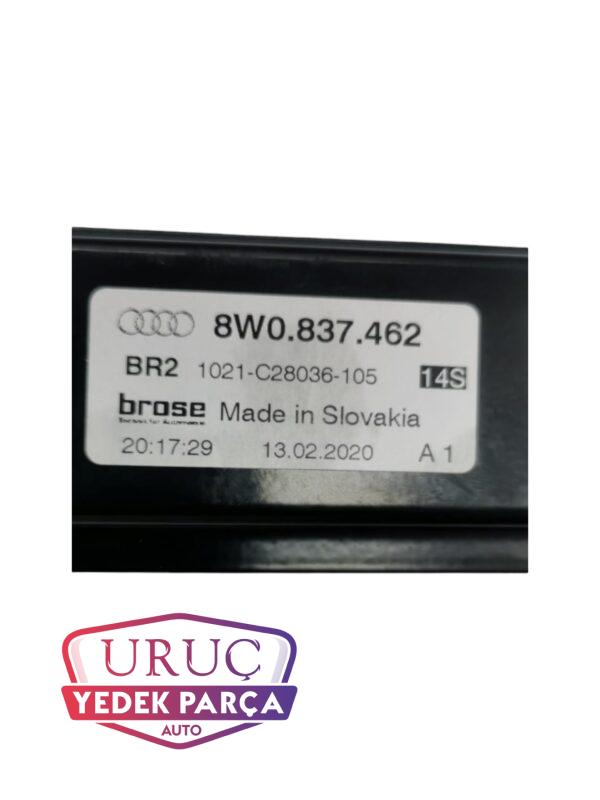 8W0.837.462
BR2 1021-C28036-105 14S
brose Made in Slovakia
20:17:29 13.02.2020 A 1
URUÇ
YEDEK PARÇA
AUTO